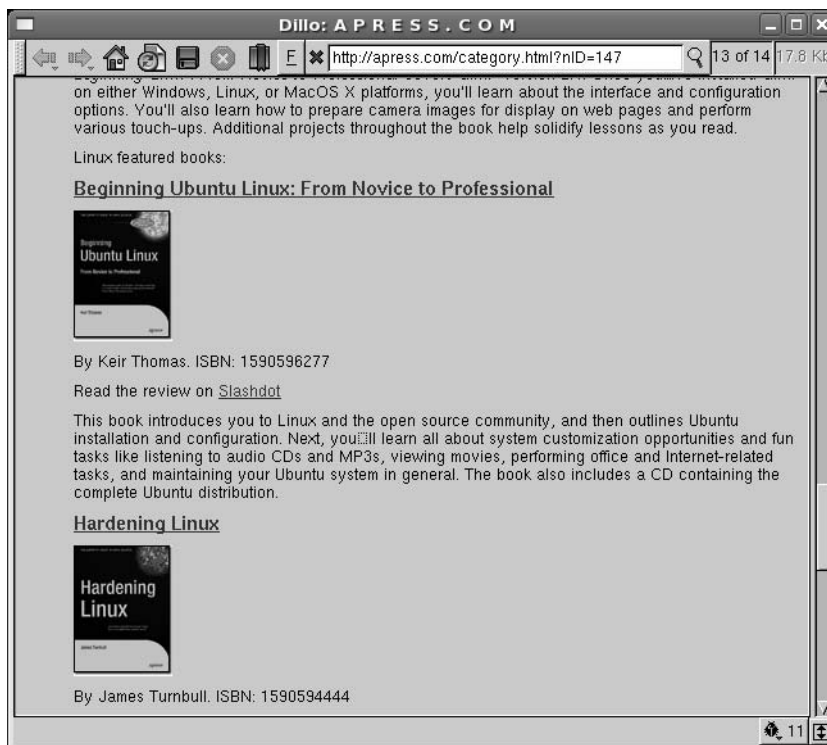 Dillo: A P R E S S . C O M
F
http://apress.com/category.html?nID=147
13 of 14
17.8 Kb
on either Windows, Linux, or MacOS X platforms, you'll learn about the interface and configuration
options. You'll also learn how to prepare camera images for display on web pages and perform
various touch-ups. Additional projects throughout the book help solidify lessons as you read.
Linux featured books:
Beginning Ubuntu Linux: From Novice to Professional
Beginning
Ubuntu Linux
From Novice to Professional
Keir Thomas
By Keir Thomas. ISBN: 1590596277
Read the review on Slashdot
This book introduces you to Linux and the open source community, and then outlines Ubuntu
installation and configuration. Next, you ll learn all about system customization opportunities and fun
tasks like listening to audio CDs and MP3s, viewing movies, performing office and Internet-related
tasks, and maintaining your Ubuntu system in general. The book also includes a CD containing the
complete Ubuntu distribution.
Hardening Linux
Hardening
Linux
James Turnbull
By James Turnbull. ISBN: 1590594444
11